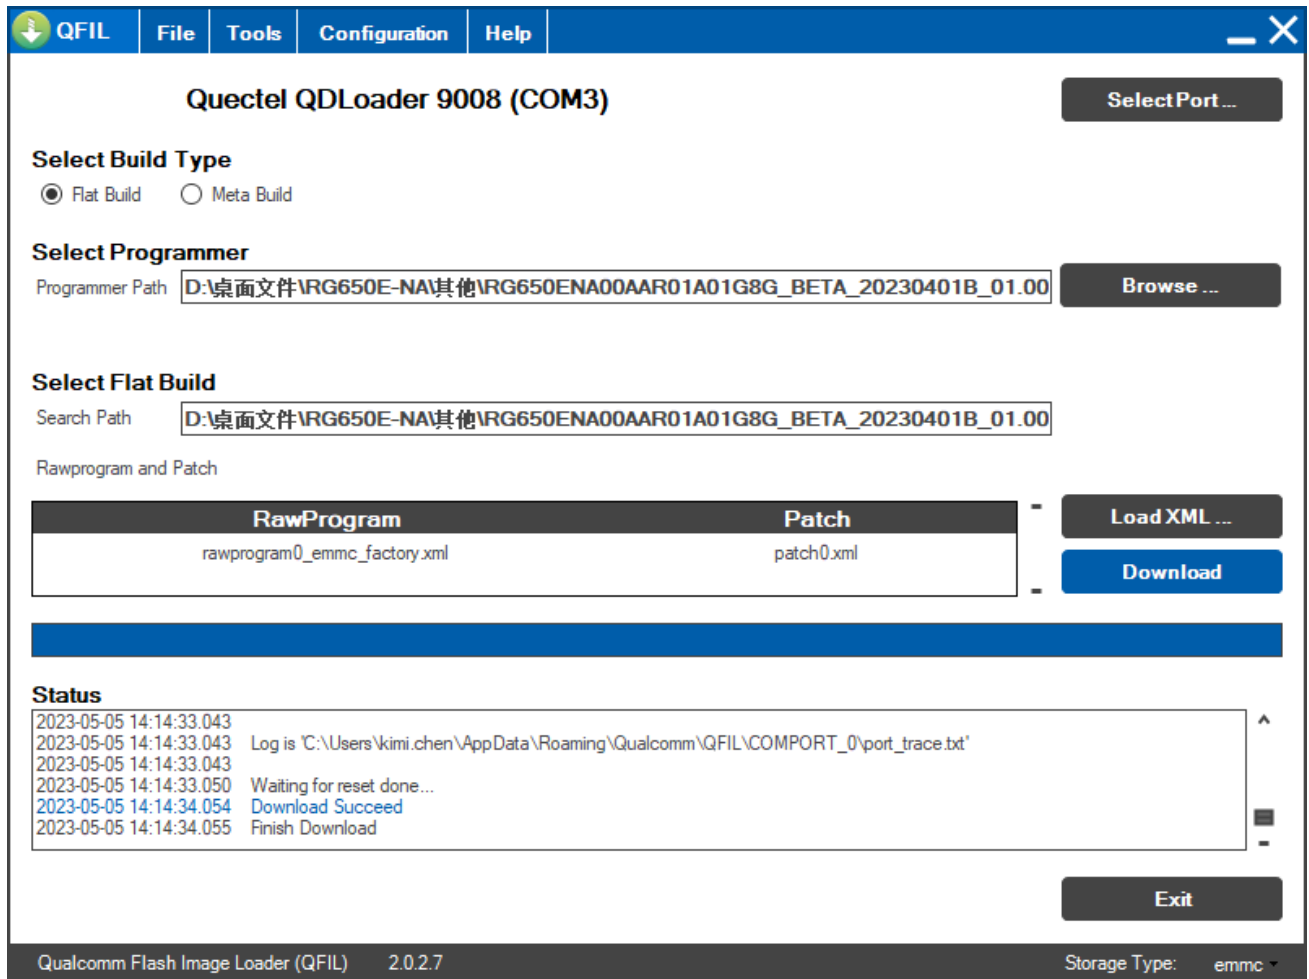 QFIL File Tools Configuration Help
Quectel QDLoader 9008 (COM3) Select Port ...
Select Build Type
Flat Build Meta Build
Select Programmer
Programmer Path D:\桌面文件\RG650E-NA\其他\RG650ENA00AAR01A01G8G_BETA_20230401B_01.00 Browse ...
Select Flat Build
Search Path D:\桌面文件\RG650E-NA\其他\RG650ENA00AAR01A01G8G_BETA_20230401B_01.00
Rawprogram and Patch
RawProgram Patch Load XML ...
rawprogram0_emmc_factory.xml patch0.xml
Download
Status
2023-05-05 14:14:33.043
2023-05-05 14:14:33.043 Log is 'C:\Users\kimi.chen\AppData\Roaming\Qualcomm\QFIL\COMPORT_0\port_trace.txt'
2023-05-05 14:14:33.043
2023-05-05 14:14:33.050 Waiting for reset done...
2023-05-05 14:14:34.054 Download Succeed
2023-05-05 14:14:34.055 Finish Download
Exit
Qualcomm Flash Image Loader (QFIL) 2.0.2.7 Storage Type: emmc